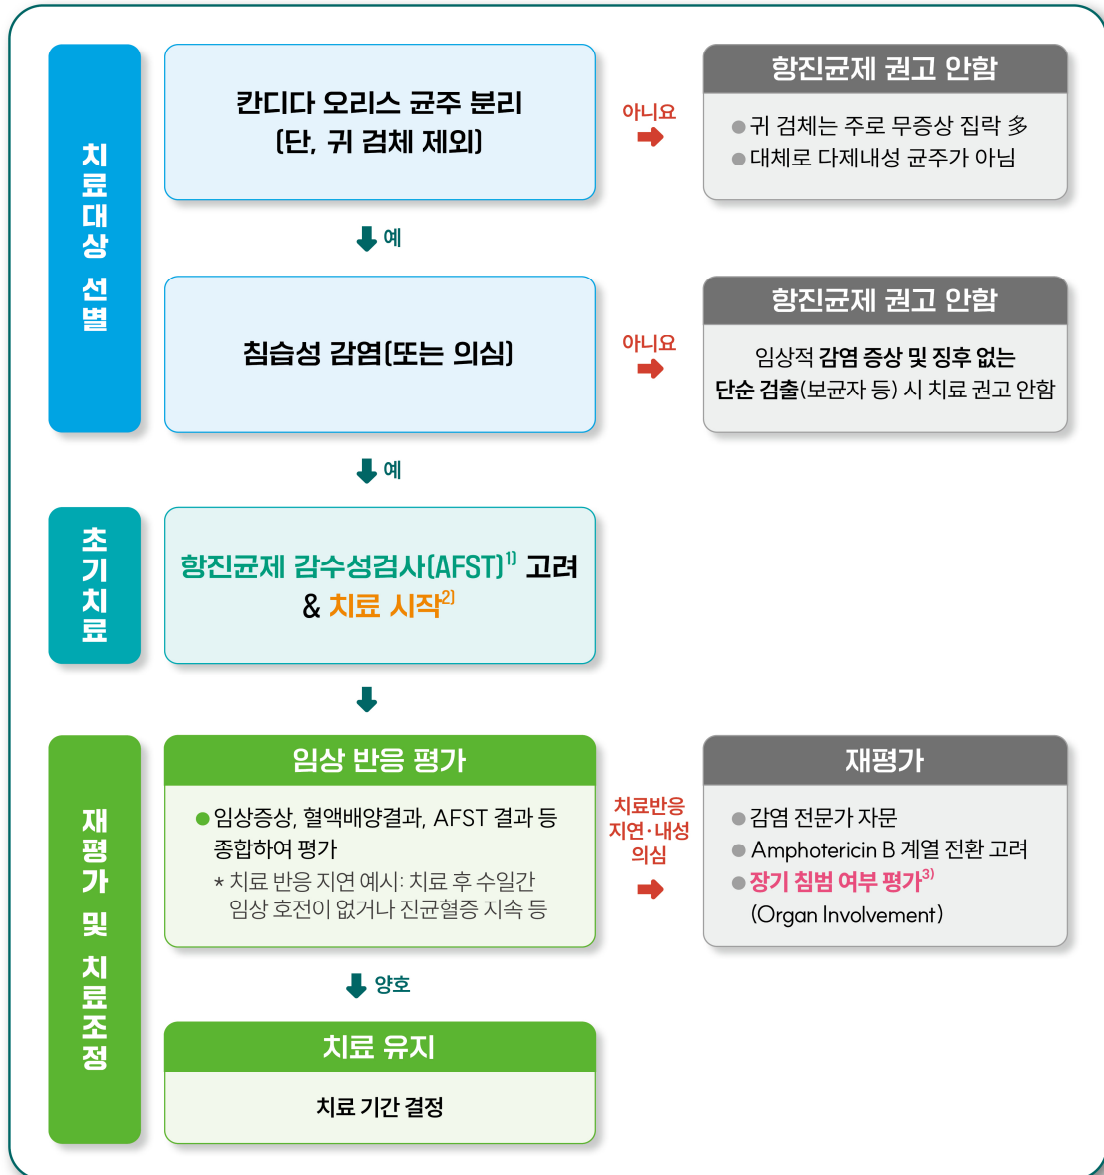 치료대상 선별
칸디다 오리스 균주 분리
(단, 귀 검체 제외)
아니요
항진균제 권고 안함
● 귀 검체는 주로 무증상 집락 多
● 대체로 다제내성 균주가 아님
예
침습성 감염(또는 의심)
아니요
항진균제 권고 안함
임상적 감염 증상 및 징후 없는
단순 검출(보균자 등) 시 치료 권고 안함
예
초기치료
항진균제 감수성검사(AFST)1) 고려
& 치료 시작2)
재평가 및 치료조정
임상 반응 평가
● 임상증상, 혈액배양결과, AFST 결과 등
종합하여 평가
* 치료 반응 지연 예시: 치료 후 수일간
임상 호전이 없거나 진균혈증 지속 등
치료반응
지연·내성
의심
재평가
● 감염 전문가 자문
● Amphotericin B 계열 전환 고려
● 장기 침범 여부 평가3)
(Organ Involvement)
양호
치료 유지
치료 기간 결정